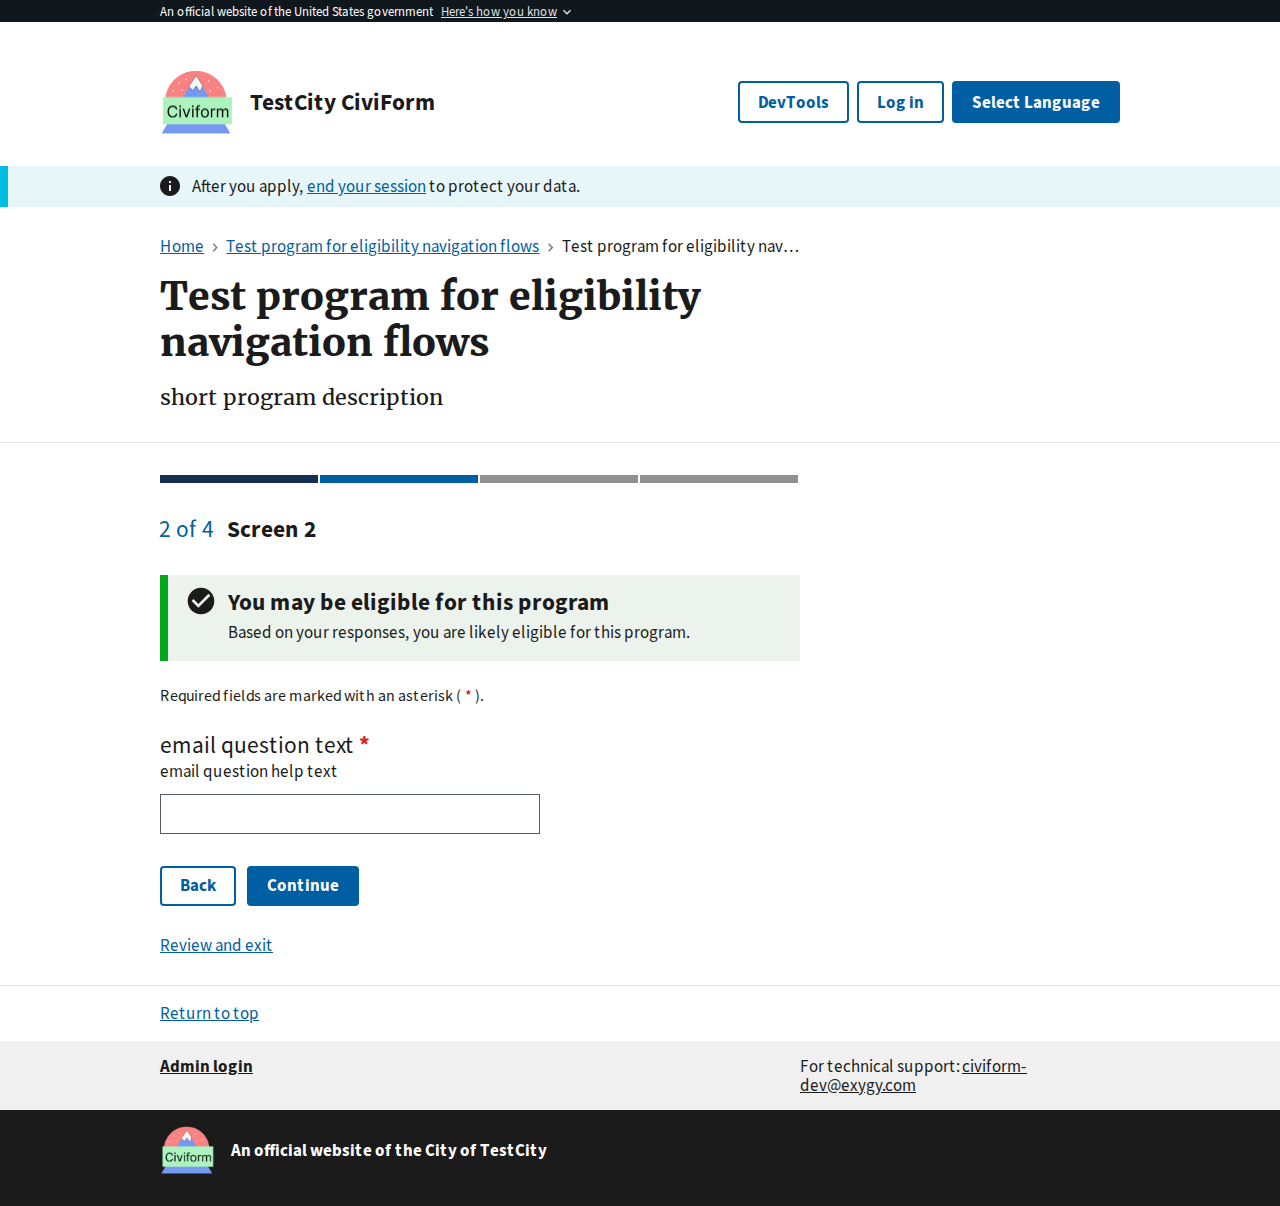 An official website of the United States government Here's how you know
Civiform
TestCity CiviForm
DevTools
Log in
Select Language
After you apply, end your session to protect your data.
Home > Test program for eligibility navigation flows > Test program for eligibility nav…
Test program for eligibility
navigation flows
short program description
2 of 4 Screen 2
You may be eligible for this program
Based on your responses, you are likely eligible for this program.
Required fields are marked with an asterisk ( * ).
email question text *
email question help text
Back
Continue
Review and exit
Return to top
Admin login
For technical support: civiform-
dev@exygy.com
Civiform
An official website of the City of TestCity